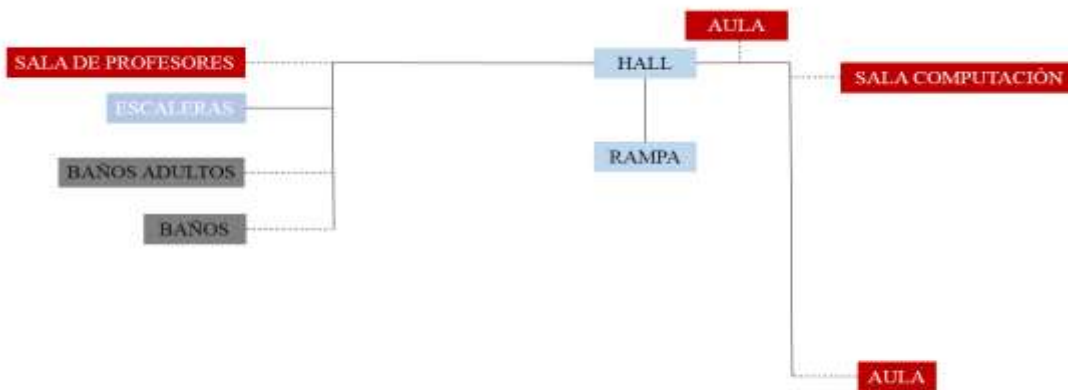 AULA
SALA DE PROFESORES
HALL
SALA COMPUTACIÓN
ESCALERAS
RAMPA
BAÑOS ADULTOS
BAÑOS
AULA